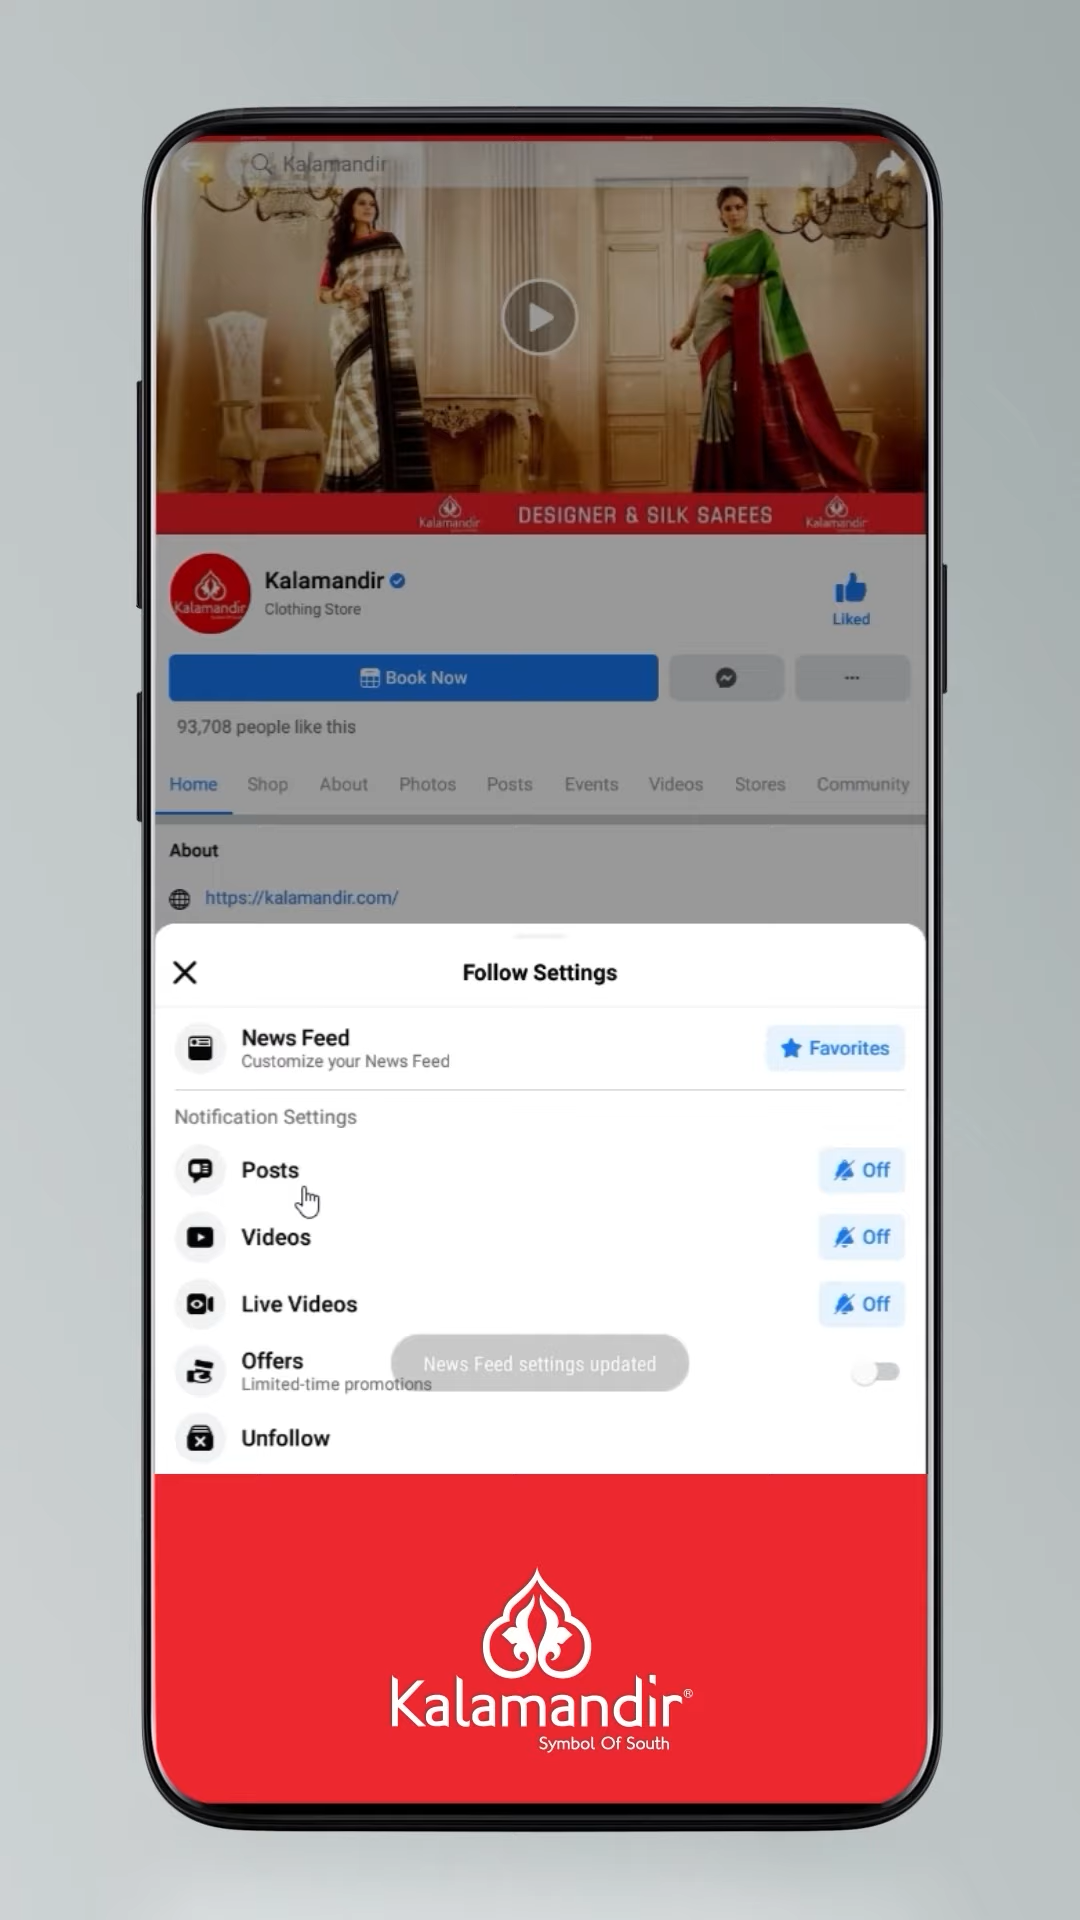 Kalamandir
Kalamandir
DESIGNER & SILK SAREES
Kalamandir
Kalamandir
Kalamandir
Clothing Store
Liked
Book Now
93,708 people like this
Home Shop About Photos Posts Events Videos Stores Community
About
https://kalamandir.com/
Follow Settings
News Feed
Customize your News Feed
Favorites
Notification Settings
Posts
Off
Videos
Off
Live Videos
Off
Offers
Limited-time promotions
News Feed settings updated
Unfollow
Kalamandir®
Symbol Of South